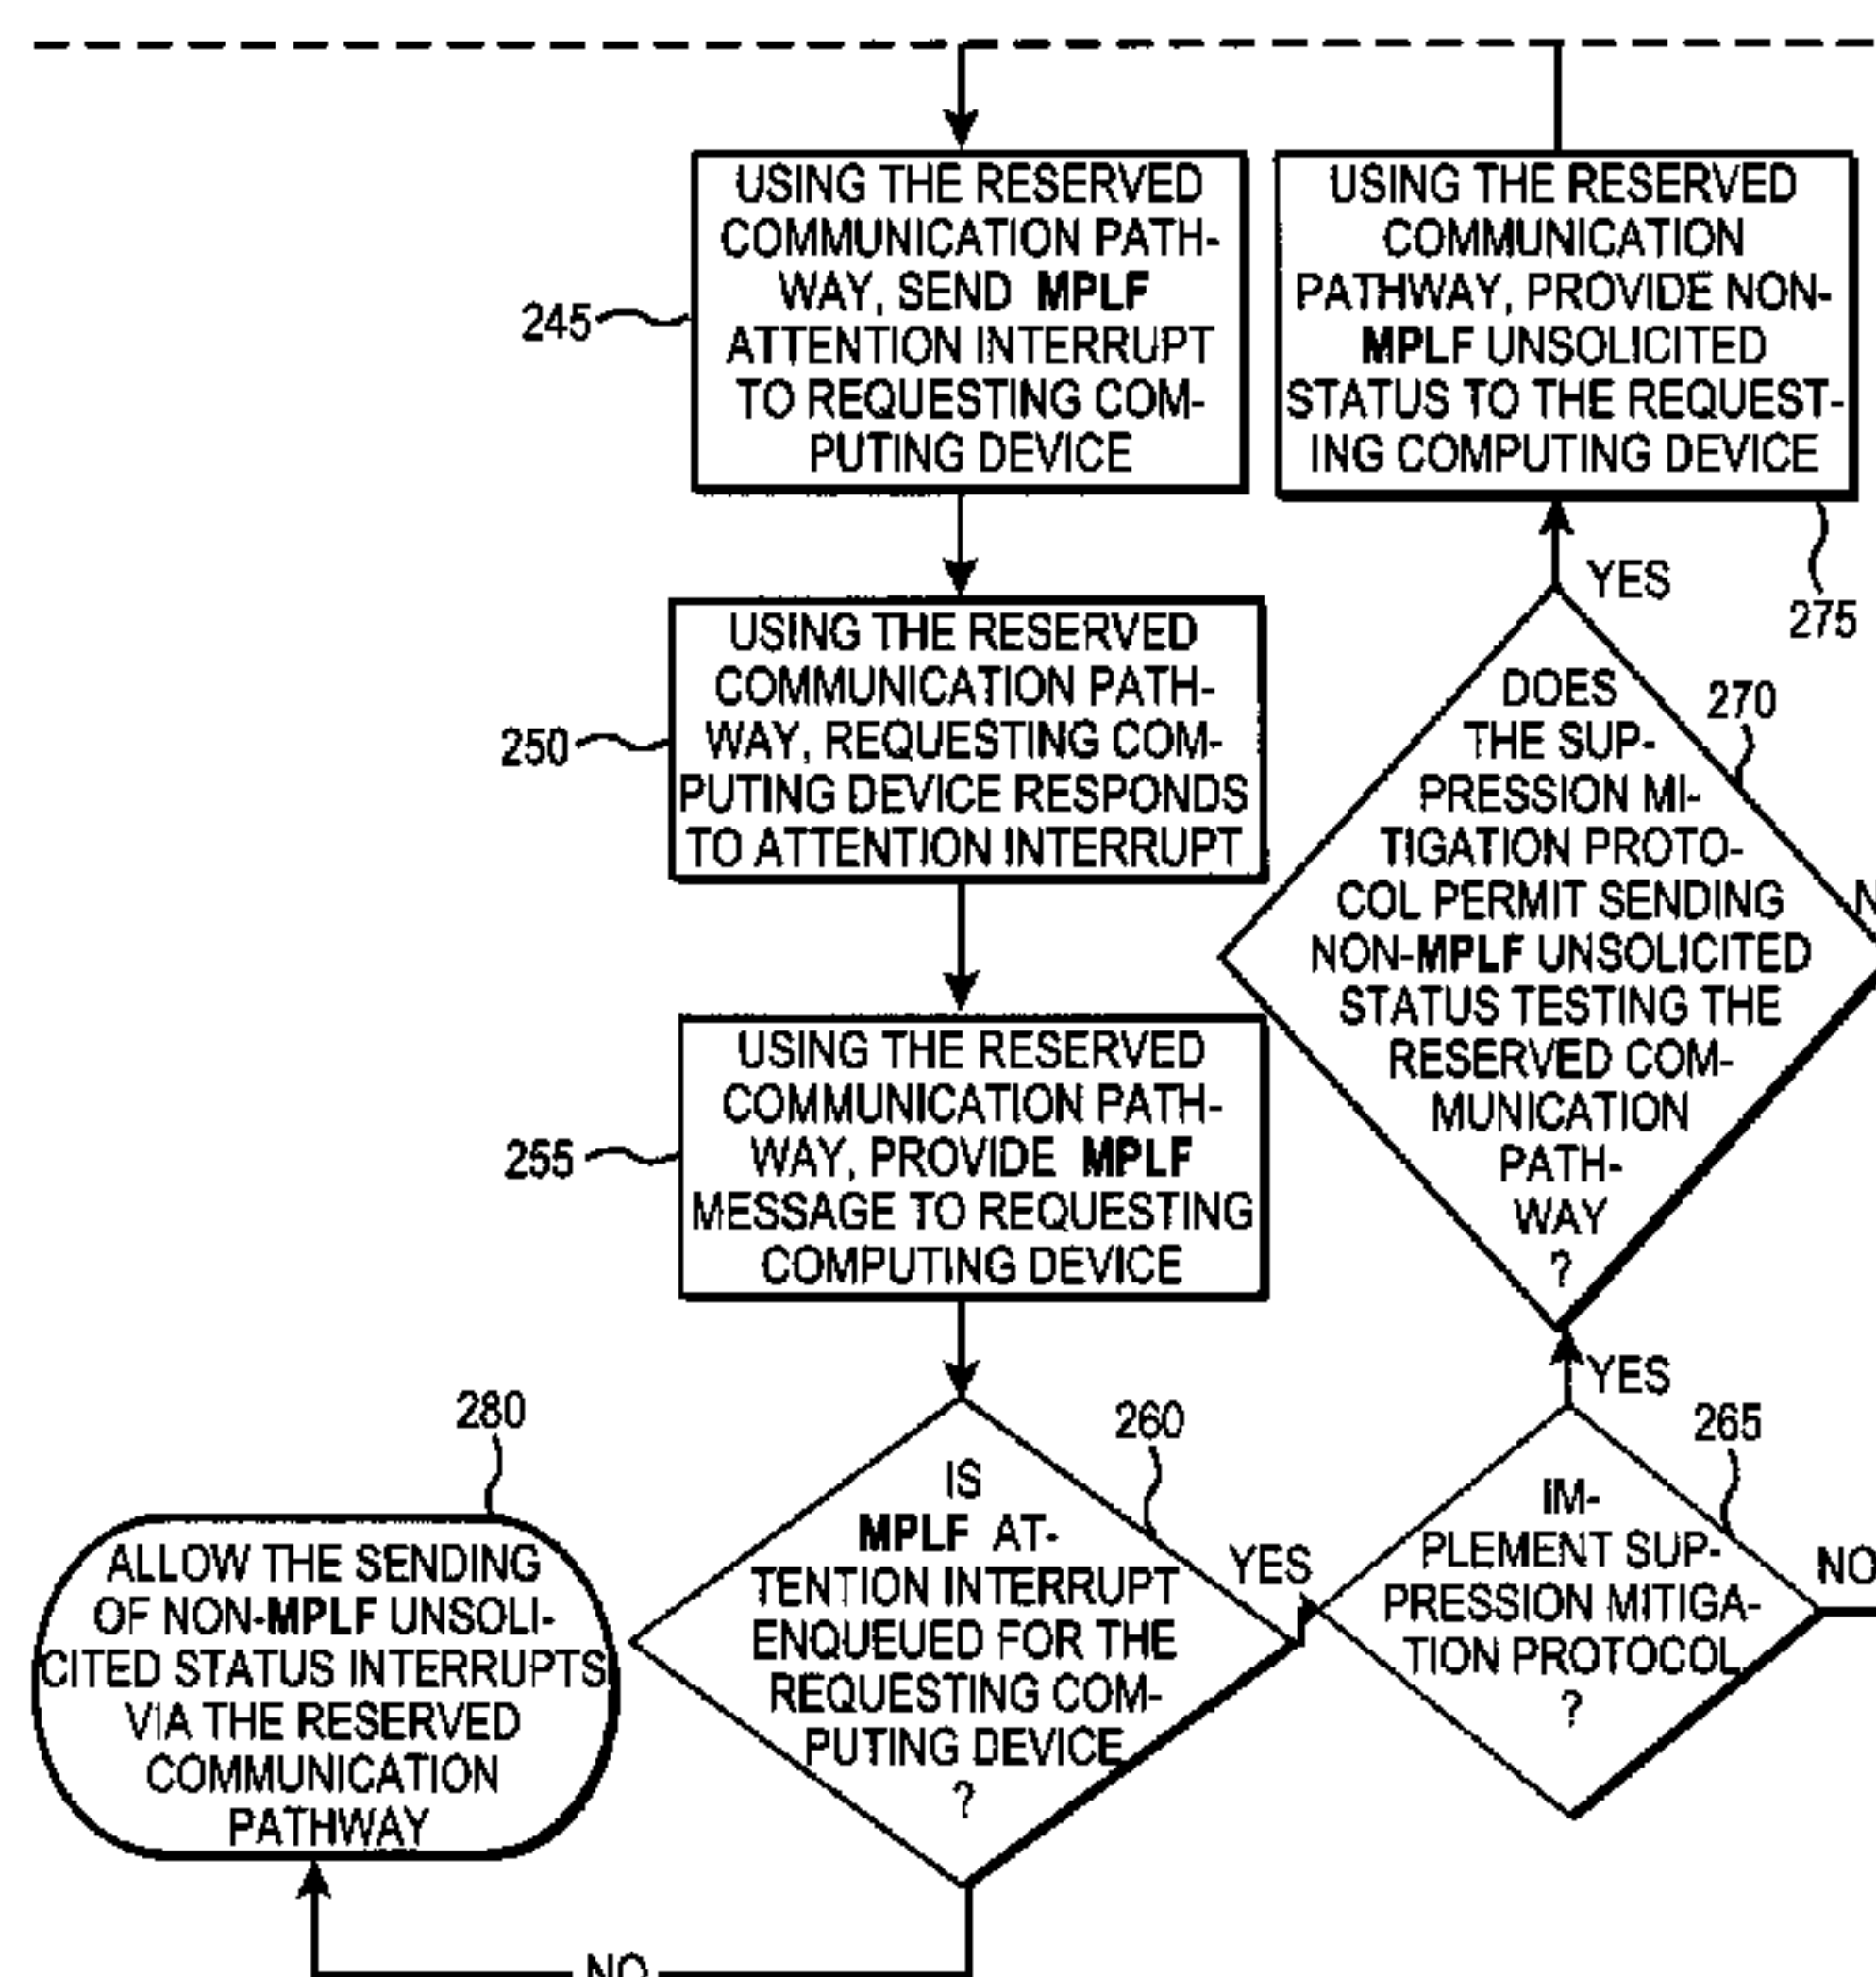 USING THE RESERVED
COMMUNICATION PATH-
WAY, SEND MPLF
ATTENTION INTERRUPT
TO REQUESTING COM-
PUTING DEVICE
245
USING THE RESERVED
COMMUNICATION
PATHWAY, PROVIDE NON-
MPLF UNSOLICITED
STATUS TO THE REQUEST-
ING COMPUTING DEVICE
275
YES
USING THE RESERVED
COMMUNICATION PATH-
WAY, REQUESTING COM-
PUTING DEVICE RESPONDS
TO ATTENTION INTERRUPT
250
DOES
THE SUP-
PRESSION MI-
TIGATION PROTO-
COL PERMIT SENDING
NON-MPLF UNSOLICITED
STATUS TESTING THE
RESERVED COM-
MUNICATION
PATH-
WAY
?
270
USING THE RESERVED
COMMUNICATION PATH-
WAY, PROVIDE MPLF
MESSAGE TO REQUESTING
COMPUTING DEVICE
255
YES
280
ALLOW THE SENDING
OF NON-MPLF UNSOLI-
CITED STATUS INTERRUPTS
VIA THE RESERVED
COMMUNICATION
PATHWAY
260
IS
MPLF AT-
TENTION INTERRUPT
ENQUEUED FOR THE
REQUESTING COM-
PUTING DEVICE
?
YES
265
IM-
PLEMENT SUP-
PRESSION MITIGA-
TION PROTOCOL
?
NO
NO